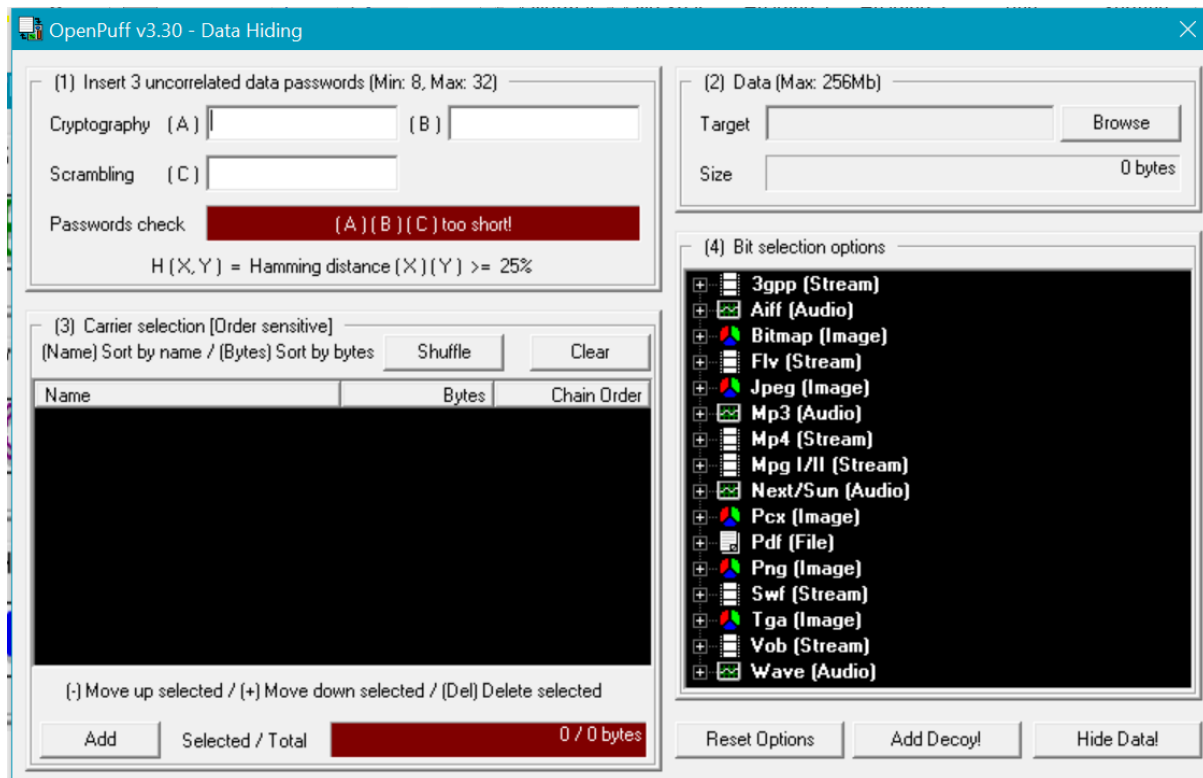 OpenPuff v3.30 - Data Hiding
(1) Insert 3 uncorrelated data passwords (Min: 8, Max: 32)
Cryptography (A) (B)
Scrambling (C)
Passwords check (A) (B) (C) too short!
H (X, Y) = Hamming distance (X) (Y) >= 25%
(2) Data (Max: 256Mb)
Target Browse
Size 0 bytes
(3) Carrier selection [Order sensitive]
(Name) Sort by name / (Bytes) Sort by bytes Shuffle Clear
Name Bytes Chain Order
(-) Move up selected / (+) Move down selected / (Del) Delete selected
Add Selected / Total 0 / 0 bytes
(4) Bit selection options
3gpp (Stream)
Aiff (Audio)
Bitmap (Image)
Flv (Stream)
Jpeg (Image)
Mp3 (Audio)
Mp4 (Stream)
Mpg I/II (Stream)
Next/Sun (Audio)
Pcx (Image)
Pdf (File)
Png (Image)
Swf (Stream)
Tga (Image)
Vob (Stream)
Wave (Audio)
Reset Options Add Decoy! Hide Data!